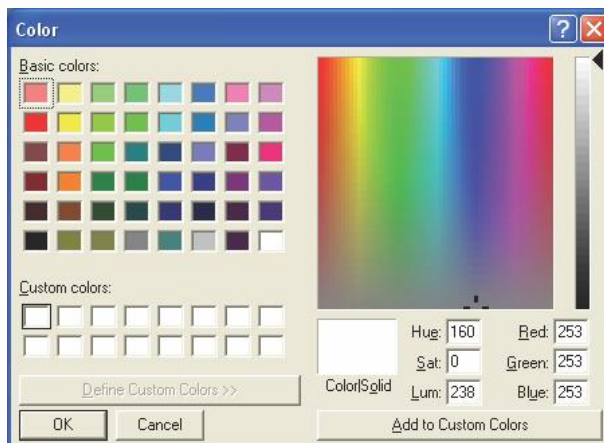 Color
Basic colors:
Custom colors:
Define Custom Colors >>
OK
Cancel
Color|Solid
Hue: 160
Sat: 0
Lum: 238
Red: 253
Green: 253
Blue: 253
Add to Custom Colors